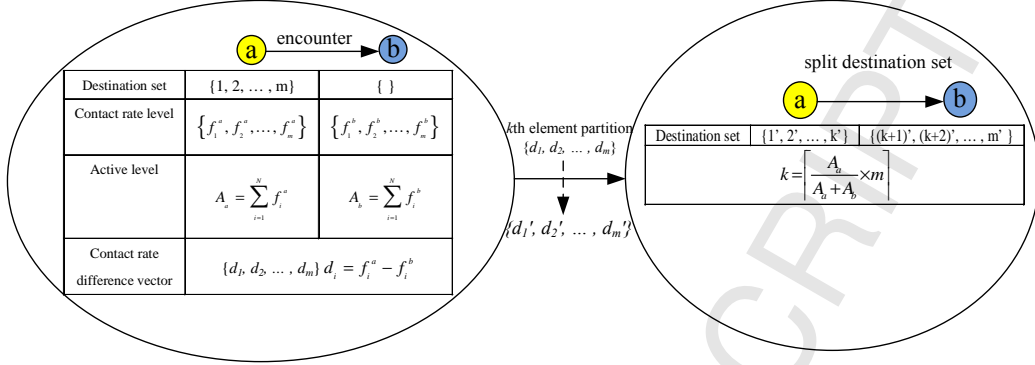 encounter
a b
Destination set {1, 2, … , m} { }
Contact rate level {f_1^a, f_2^a, …, f_m^a} {f_1^b, f_2^b, …, f_m^b}
Active level A_a = ∑_{i=1}^{N} f_i^a A_b = ∑_{i=1}^{N} f_i^b
Contact rate
difference vector {d_1, d_2, … , d_m} d_i = f_i^a − f_i^b
kth element partition
{d_1, d_2, … , d_m}
{d_1', d_2', … , d_m'}
split destination set
a b
Destination set {1', 2', … , k'} {(k+1)', (k+2)', … , m' }
k = ⌈A_a / (A_a + A_b) × m⌉
CRIPT